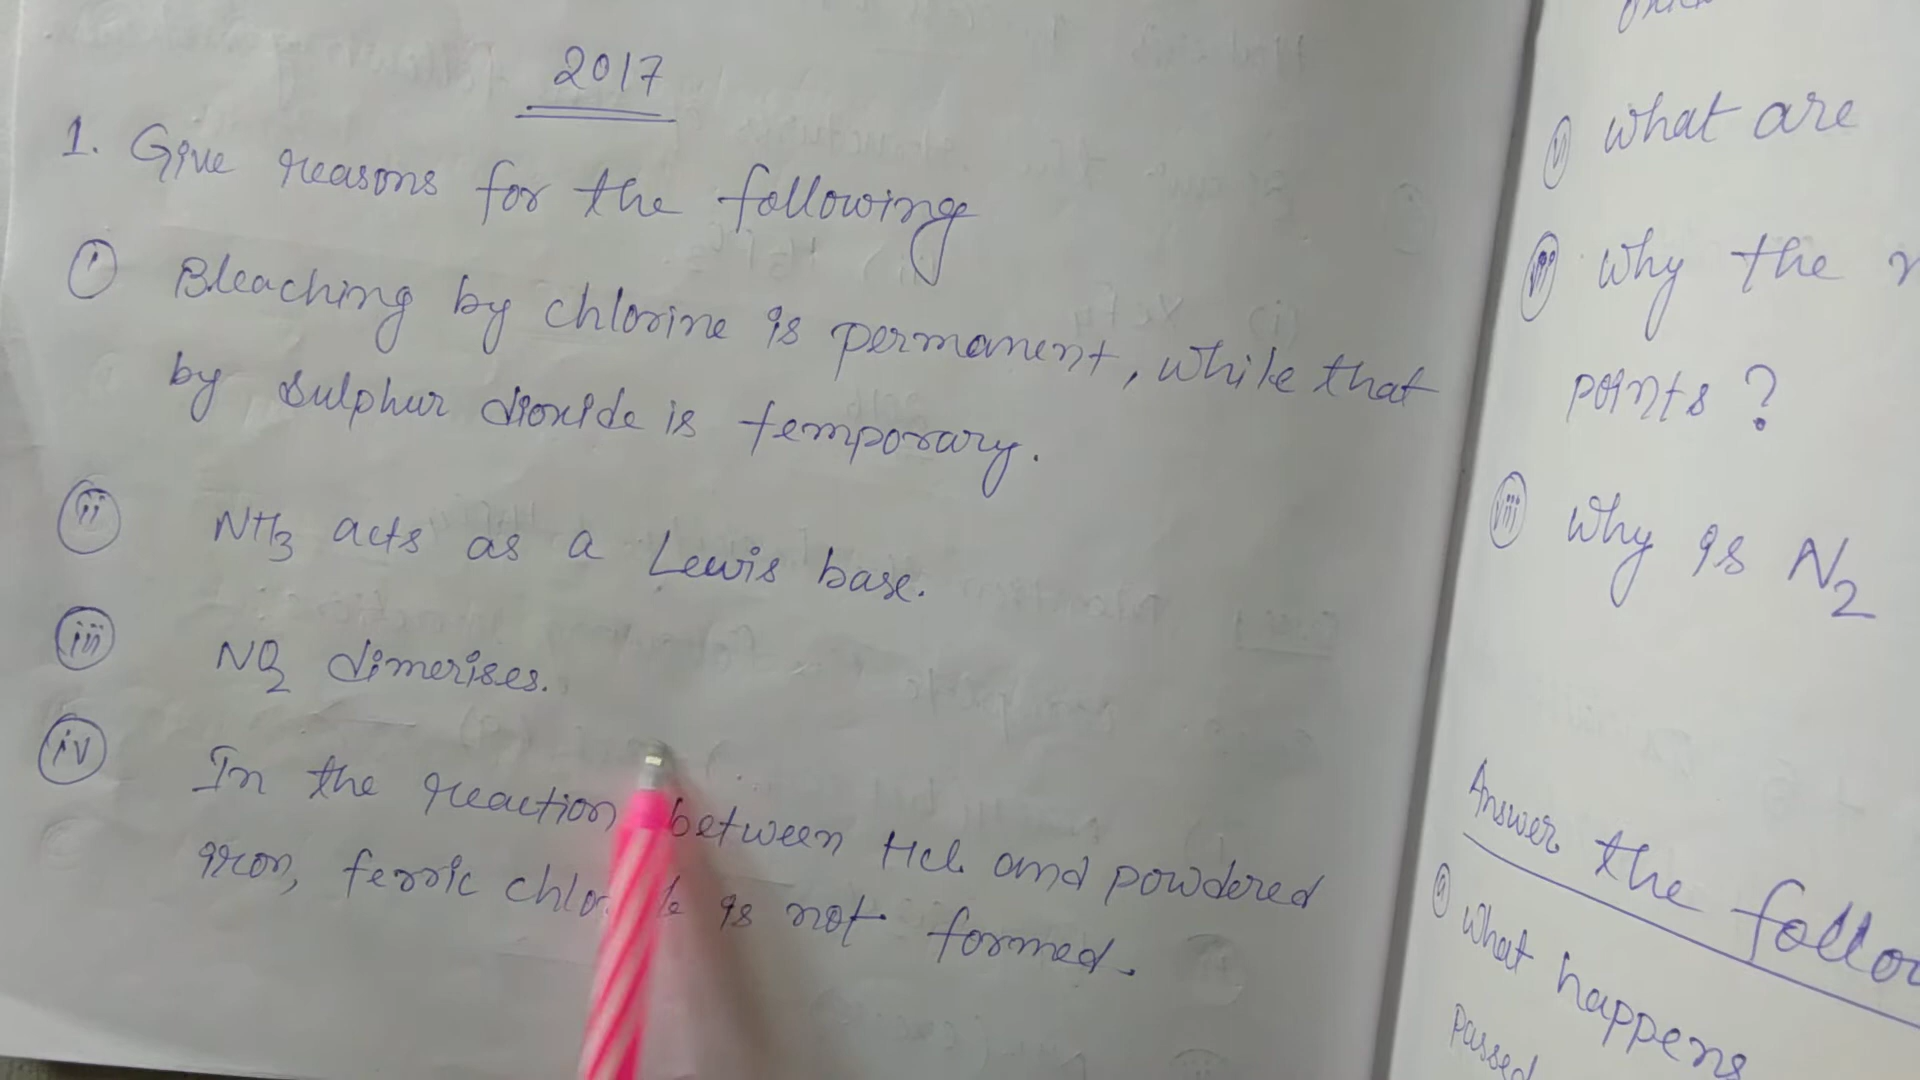 2017
1. Give reasons for the following
i Bleaching by chlorine is permanent, while that
by sulphur dioxide is temporary.
ii NH3 acts as a Lewis base.
iii NO2 dimerises.
iv In the reaction between HCl and powdered
iron, ferric is not formed.
what are
why the
points?
viii why is N2
Answer the
what happens
passed